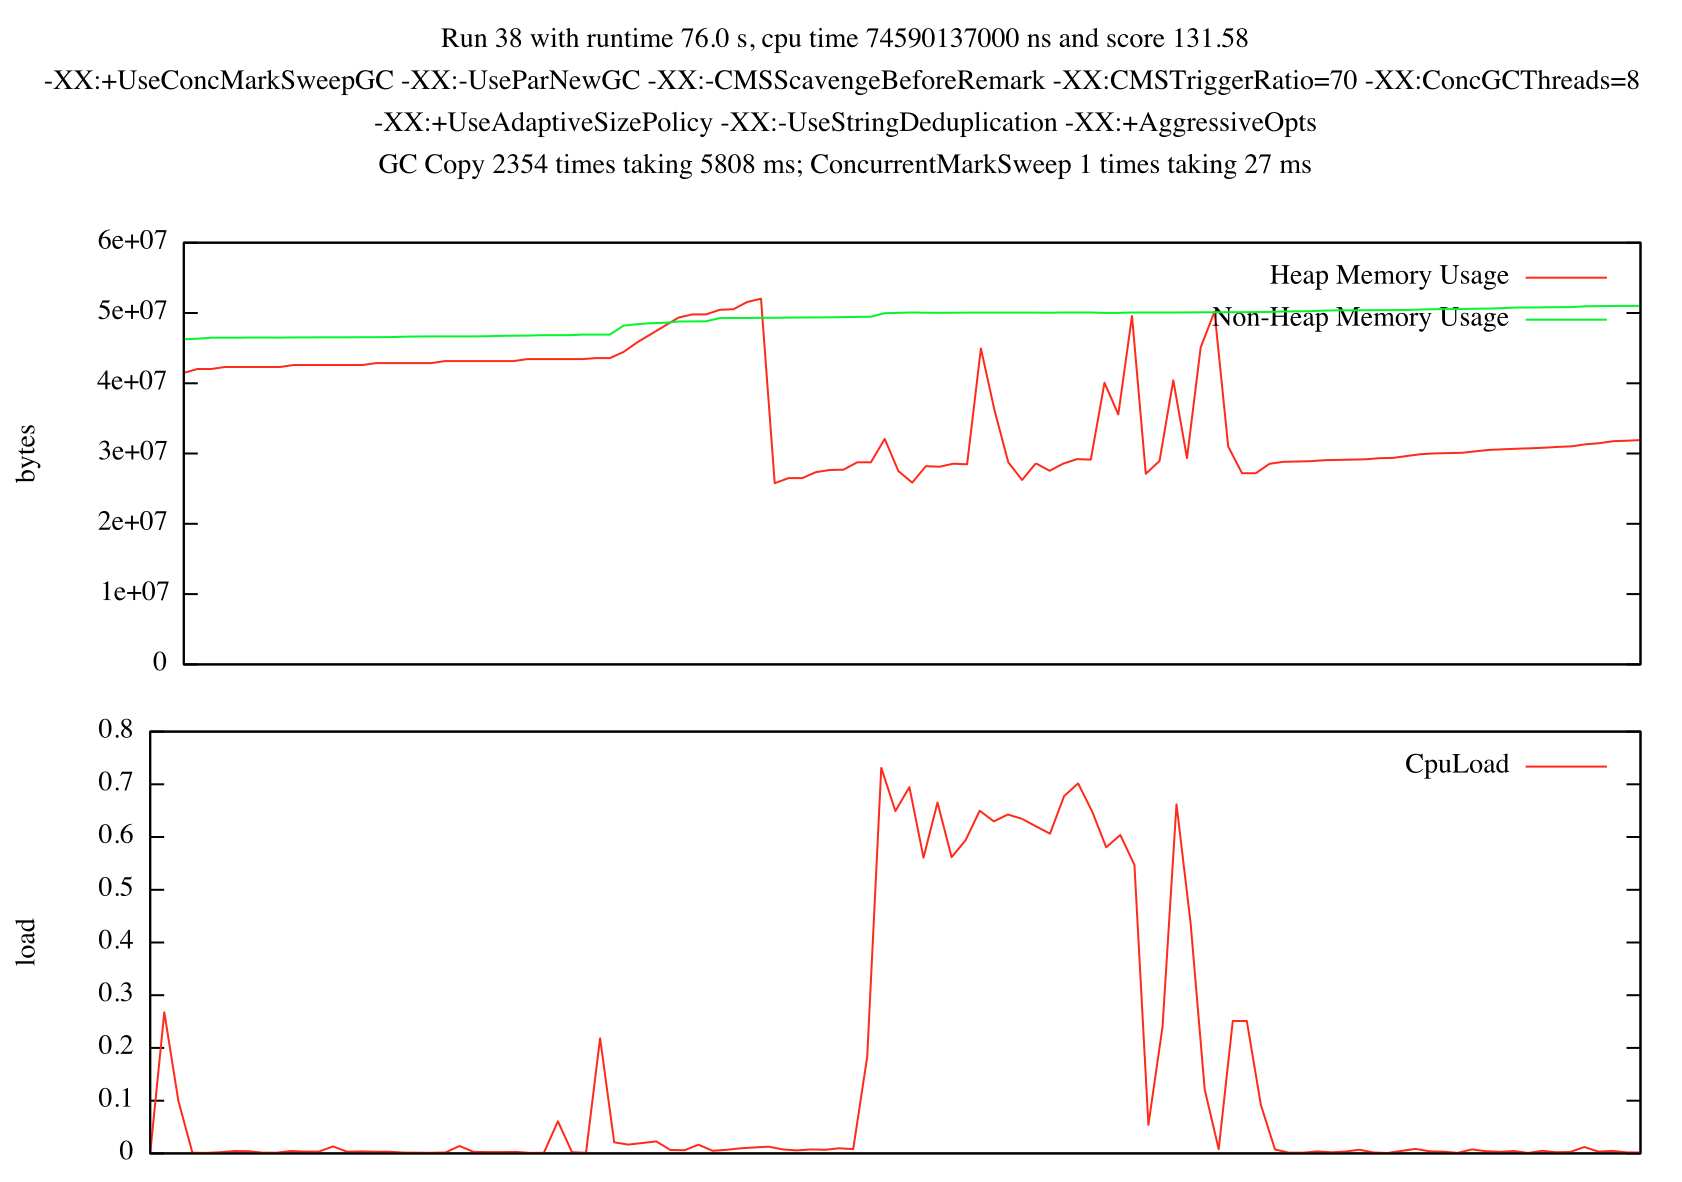 Run 38 with runtime 76.0 s, cpu time 74590137000 ns and score 131.58
-XX:+UseConcMarkSweepGC -XX:-UseParNewGC -XX:-CMSScavengeBeforeRemark -XX:CMSTriggerRatio=70 -XX:ConcGCThreads=8
-XX:+UseAdaptiveSizePolicy -XX:-UseStringDeduplication -XX:+AggressiveOpts
GC Copy 2354 times taking 5808 ms; ConcurrentMarkSweep 1 times taking 27 ms
6e+07
5e+07
4e+07
3e+07
2e+07
1e+07
0
bytes
Heap Memory Usage
Non-Heap Memory Usage
0.8
0.7
0.6
0.5
0.4
0.3
0.2
0.1
0
load
CpuLoad